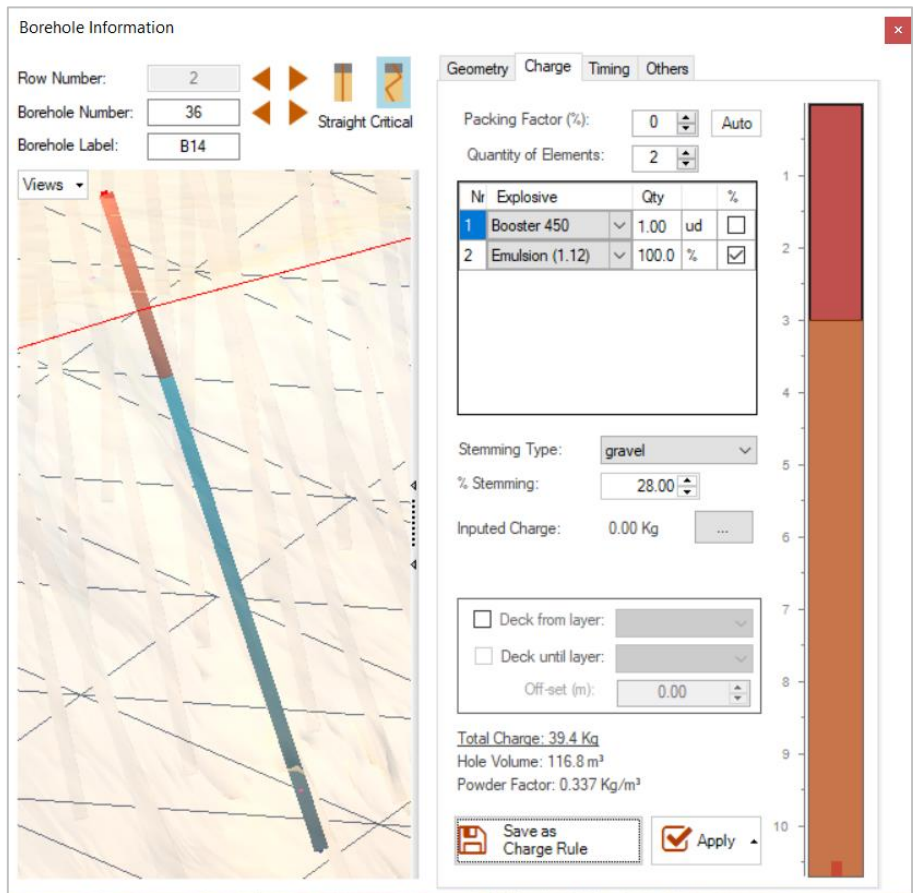 Borehole Information
Row Number: 2
Borehole Number: 36
Borehole Label: B14
Straight Critical
Views
Geometry Charge Timing Others
Packing Factor (%): 0 Auto
Quantity of Elements: 2
Nr Explosive Qty %
1 Booster 450 1.00 ud
2 Emulsion (1.12) 100.0 %
Stemming Type: gravel
% Stemming: 28.00
Inputed Charge: 0.00 Kg ...
Deck from layer:
Deck until layer:
Off-set (m): 0.00
Total Charge: 39.4 Kg
Hole Volume: 116.8 m³
Powder Factor: 0.337 Kg/m³
Save as
Charge Rule
Apply
1
2
3
4
5
6
7
8
9
10